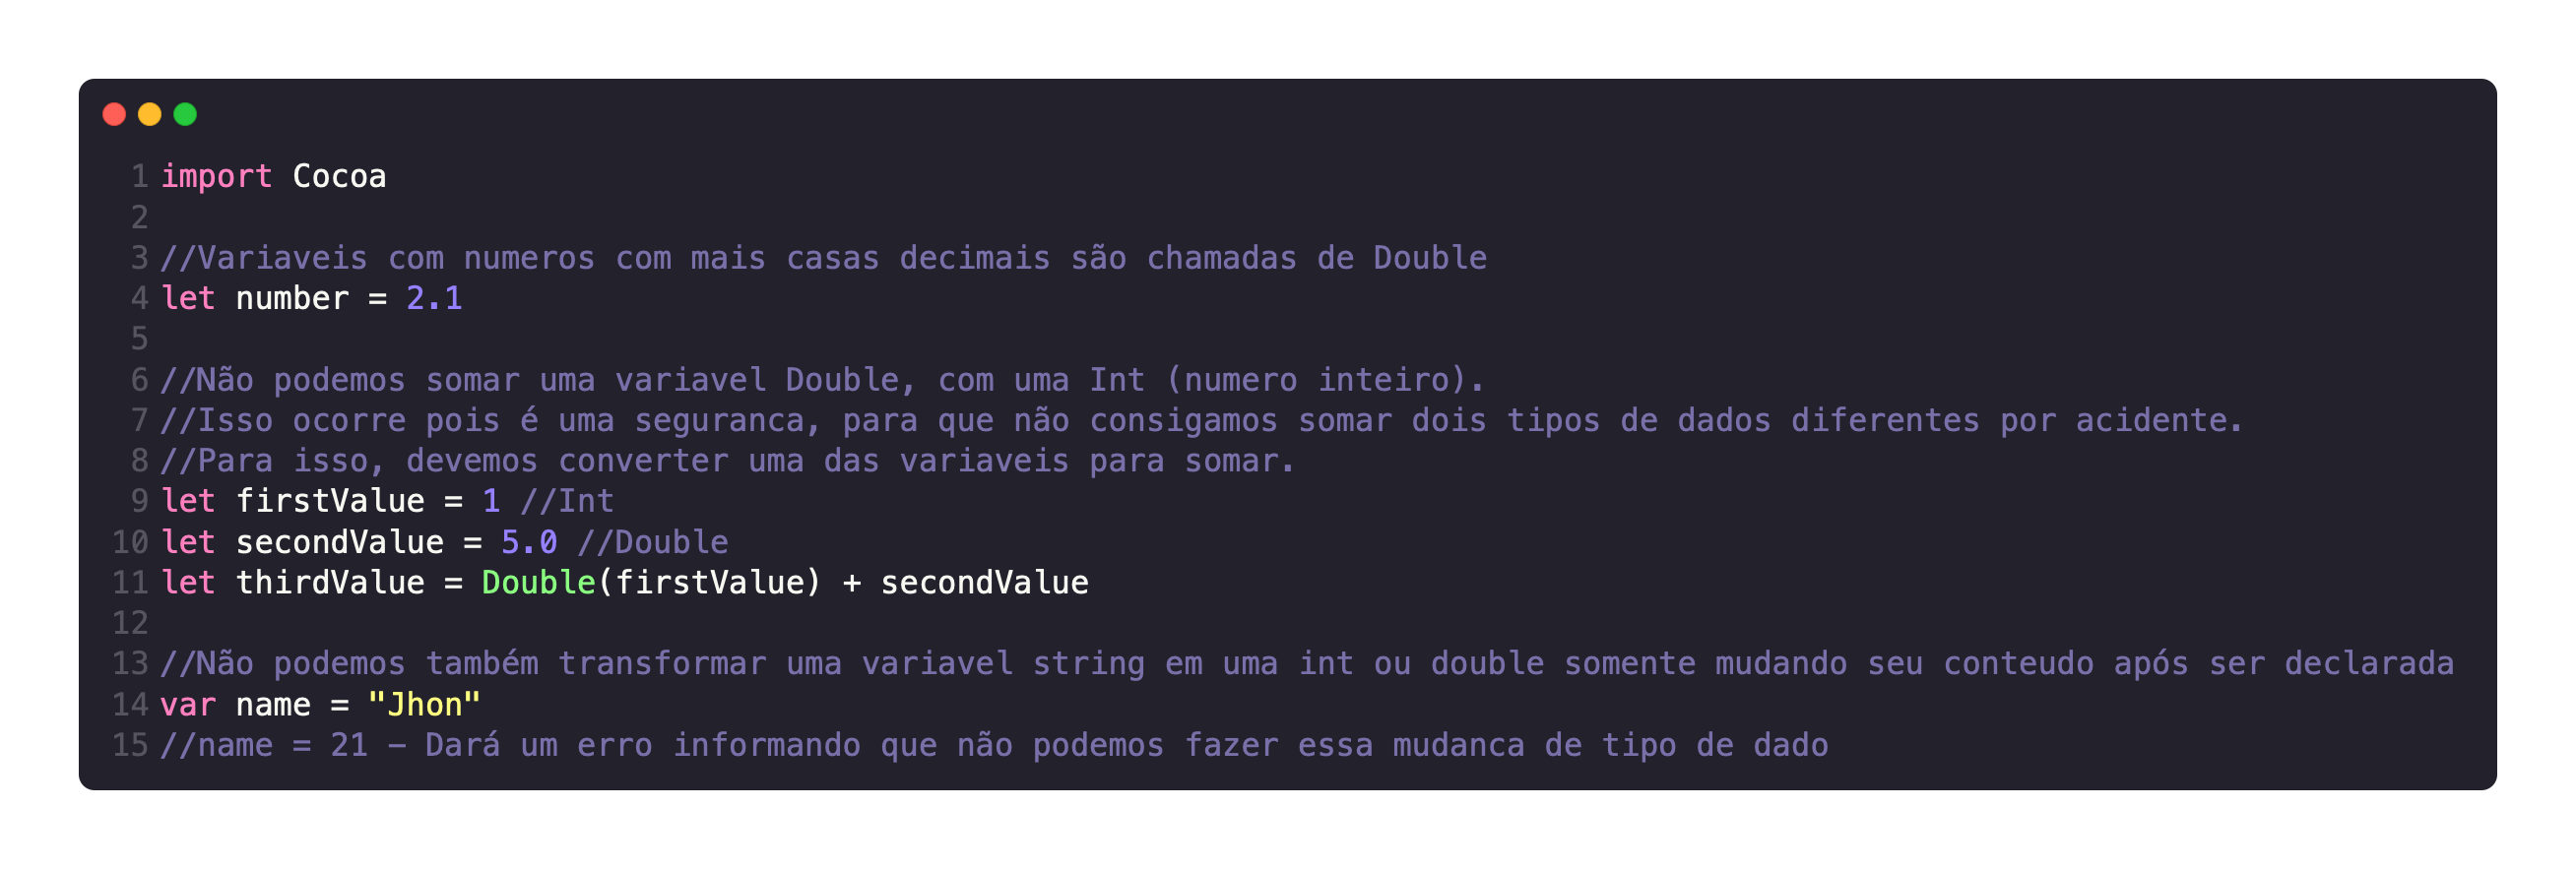 1 import Cocoa
2
3 //Variaveis com numeros com mais casas decimais são chamadas de Double
4 let number = 2.1
5
6 //Não podemos somar uma variavel Double, com uma Int (numero inteiro).
7 //Isso ocorre pois é uma seguranca, para que não consigamos somar dois tipos de dados diferentes por acidente.
8 //Para isso, devemos converter uma das variaveis para somar.
9 let firstValue = 1 //Int
10 let secondValue = 5.0 //Double
11 let thirdValue = Double(firstValue) + secondValue
12
13 //Não podemos também transformar uma variavel string em uma int ou double somente mudando seu conteudo após ser declarada
14 var name = "Jhon"
15 //name = 21 - Dará um erro informando que não podemos fazer essa mudanca de tipo de dado